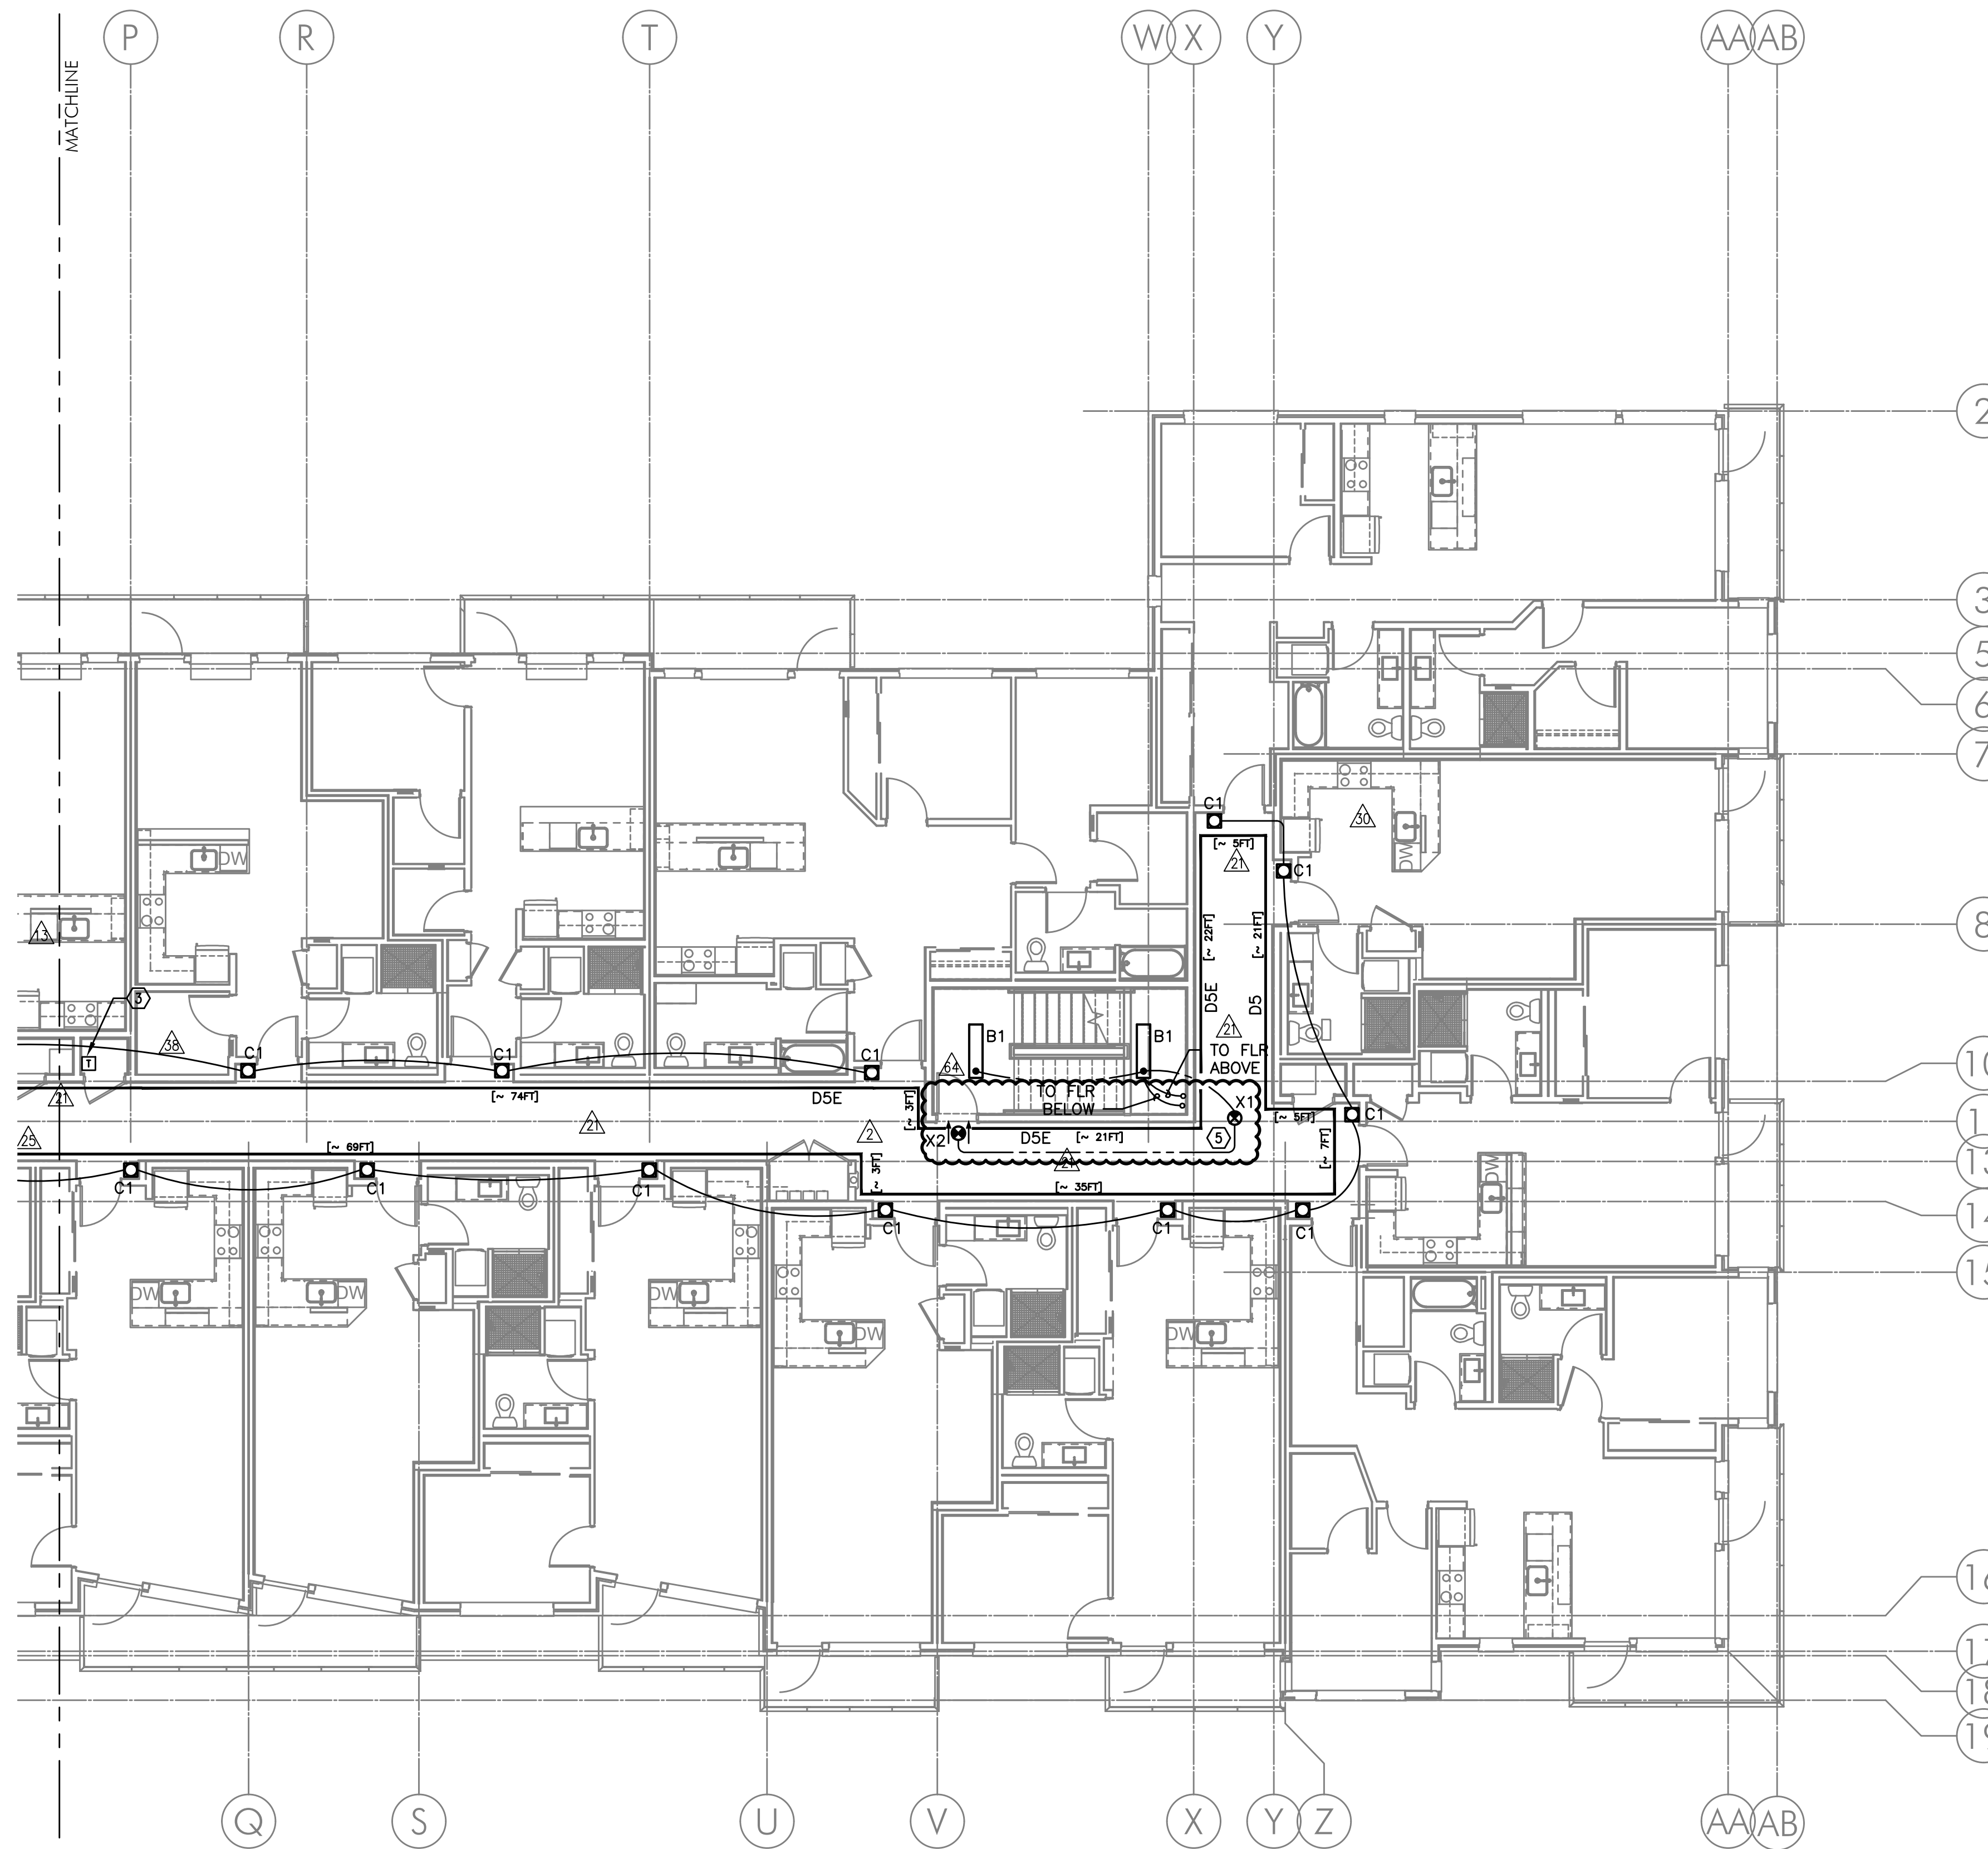 P
R
T
W
X
Y
AA
AB
MATCHLINE
2
3
5
6
7
C1
[~ 5FT]
21
30
C1
DW
DW
13
8
[~ 22FT]
[~ 21FT]
D5E
D5
3
38
T
C1
C1
C1
B1
B1
64
21
TO FLR
ABOVE
10
TO FLR
BELOW
21
[~ 74FT]
D5E
[~ 3FT]
X1
C1
[~ 5FT]
25
21
2
X2
D5E
[~ 21FT]
5
[~ 7FT]
[~ 69FT]
21
13
C1
C1
C1
[~ 3FT]
[~ 35FT]
DW
14
C1
C1
C1
15
DW
DW
DW
DW
DW
16
17
18
19
Q
S
U
V
X
Y
Z
AA
AB